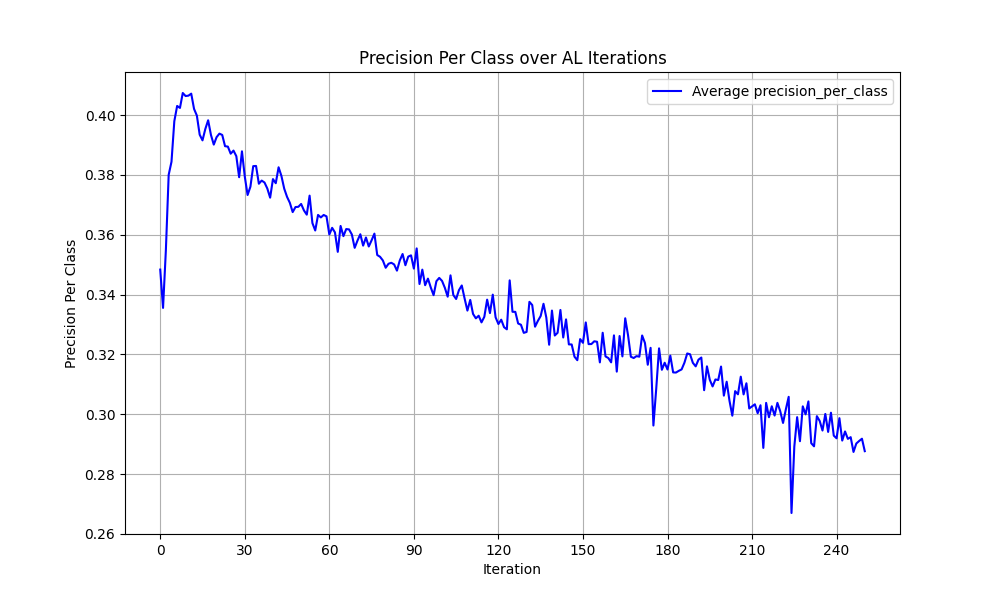 Precision Per Class over AL Iterations
Average precision_per_class
Precision Per Class
0.40
0.38
0.36
0.34
0.32
0.30
0.28
0.26
0 30 60 90 120 150 180 210 240
Iteration